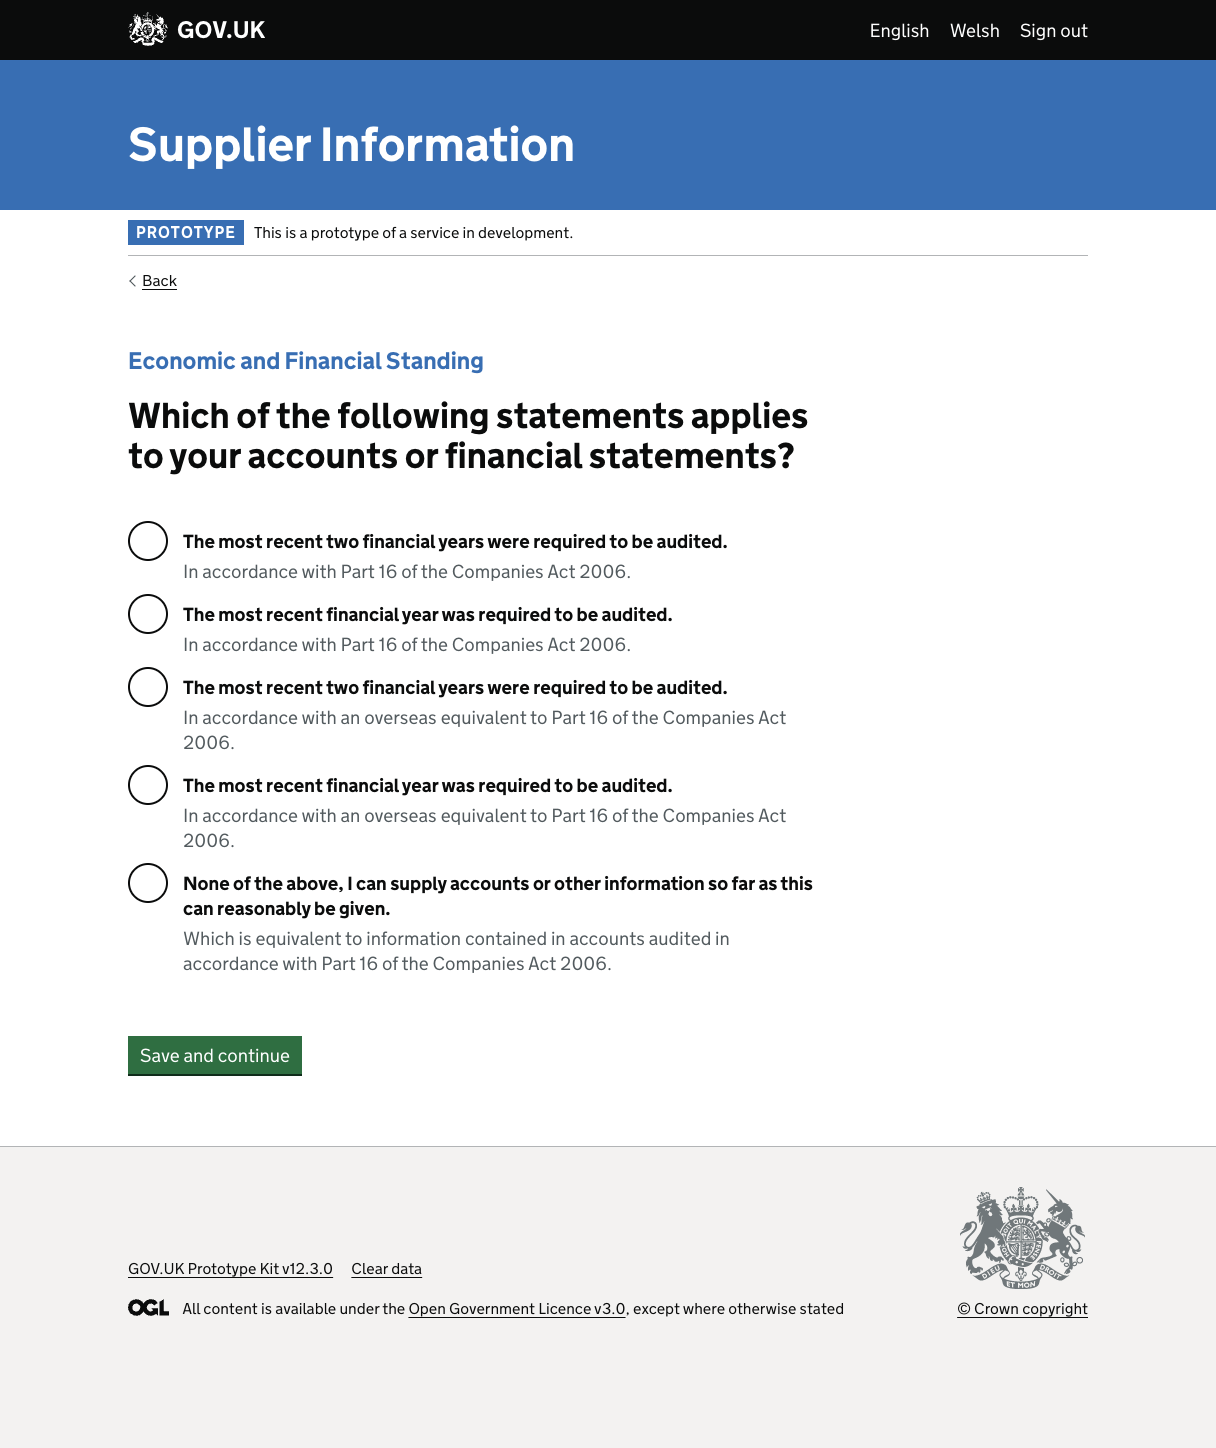 GOV.UK
English Welsh Sign out
Supplier Information
PROTOTYPE This is a prototype of a service in development.
Back
Economic and Financial Standing
Which of the following statements applies
to your accounts or financial statements?
The most recent two financial years were required to be audited.
In accordance with Part 16 of the Companies Act 2006.
The most recent financial year was required to be audited.
In accordance with Part 16 of the Companies Act 2006.
The most recent two financial years were required to be audited.
In accordance with an overseas equivalent to Part 16 of the Companies Act
2006.
The most recent financial year was required to be audited.
In accordance with an overseas equivalent to Part 16 of the Companies Act
2006.
None of the above, I can supply accounts or other information so far as this
can reasonably be given.
Which is equivalent to information contained in accounts audited in
accordance with Part 16 of the Companies Act 2006.
Save and continue
GOV.UK Prototype Kit v12.3.0 Clear data
OGL All content is available under the Open Government Licence v3.0, except where otherwise stated
DIEU ET MON DROIT
© Crown copyright